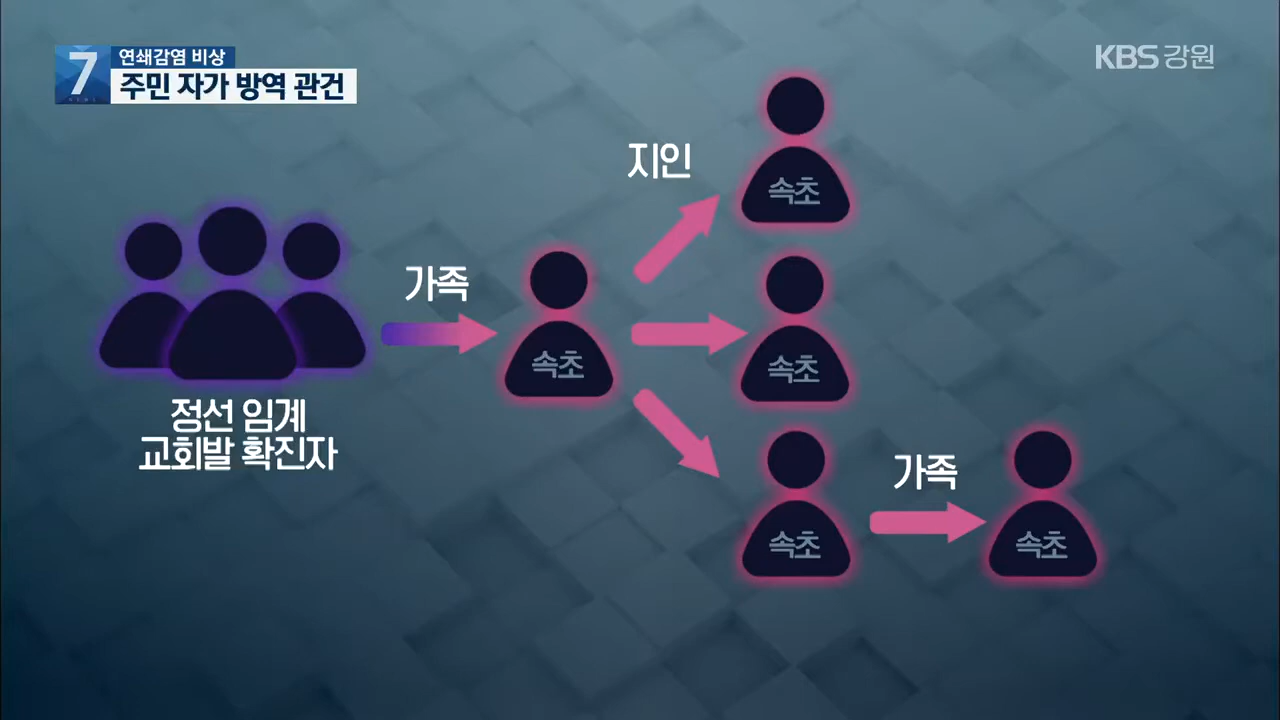 7
NEWS
연쇄감염 비상
주민 자가 방역 관건
KBS 강원
지인
속초
가족
속초
속초
정선 임계
교회발 확진자
가족
속초
속초